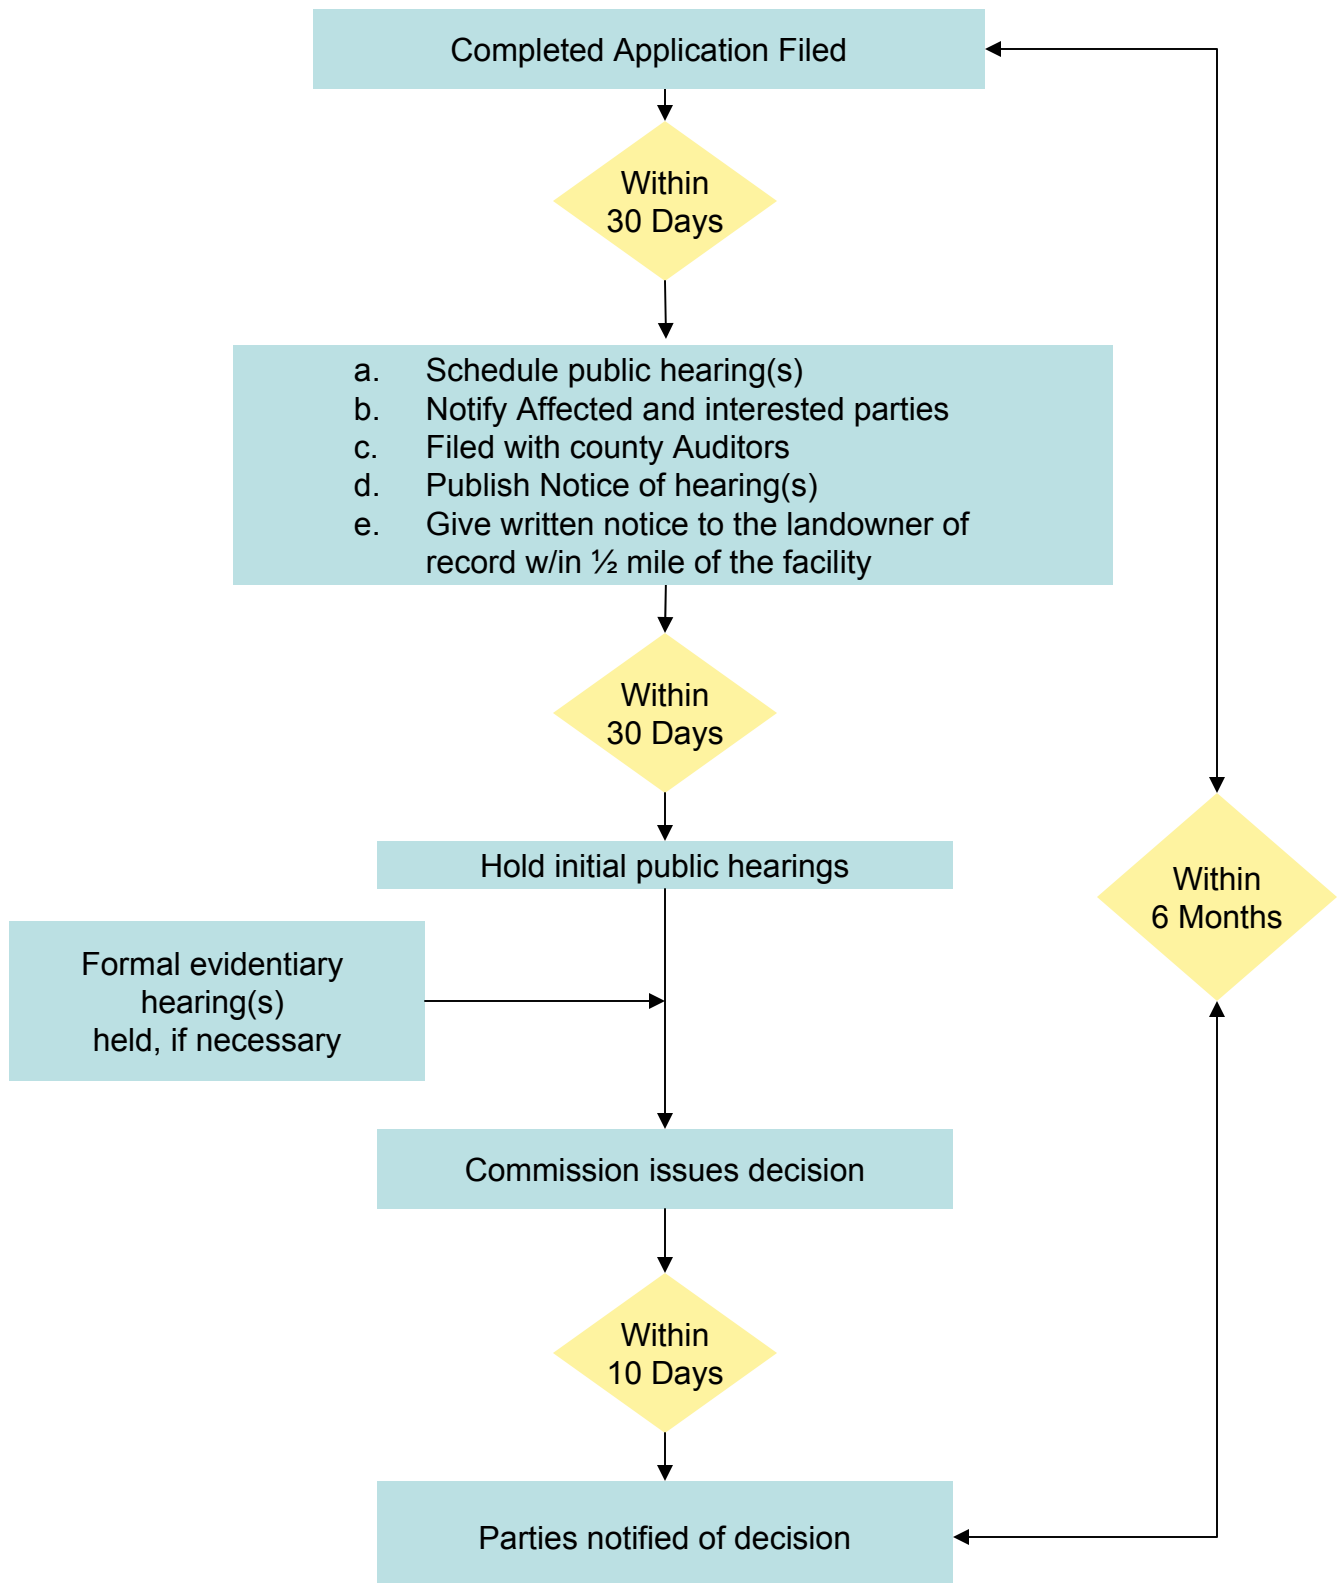 Completed Application Filed
Within
30 Days
a. Schedule public hearing(s)
b. Notify Affected and interested parties
c. Filed with county Auditors
d. Publish Notice of hearing(s)
e. Give written notice to the landowner of
record w/in ½ mile of the facility
Within
30 Days
Hold initial public hearings
Within
6 Months
Formal evidentiary
hearing(s)
held, if necessary
Commission issues decision
Within
10 Days
Parties notified of decision